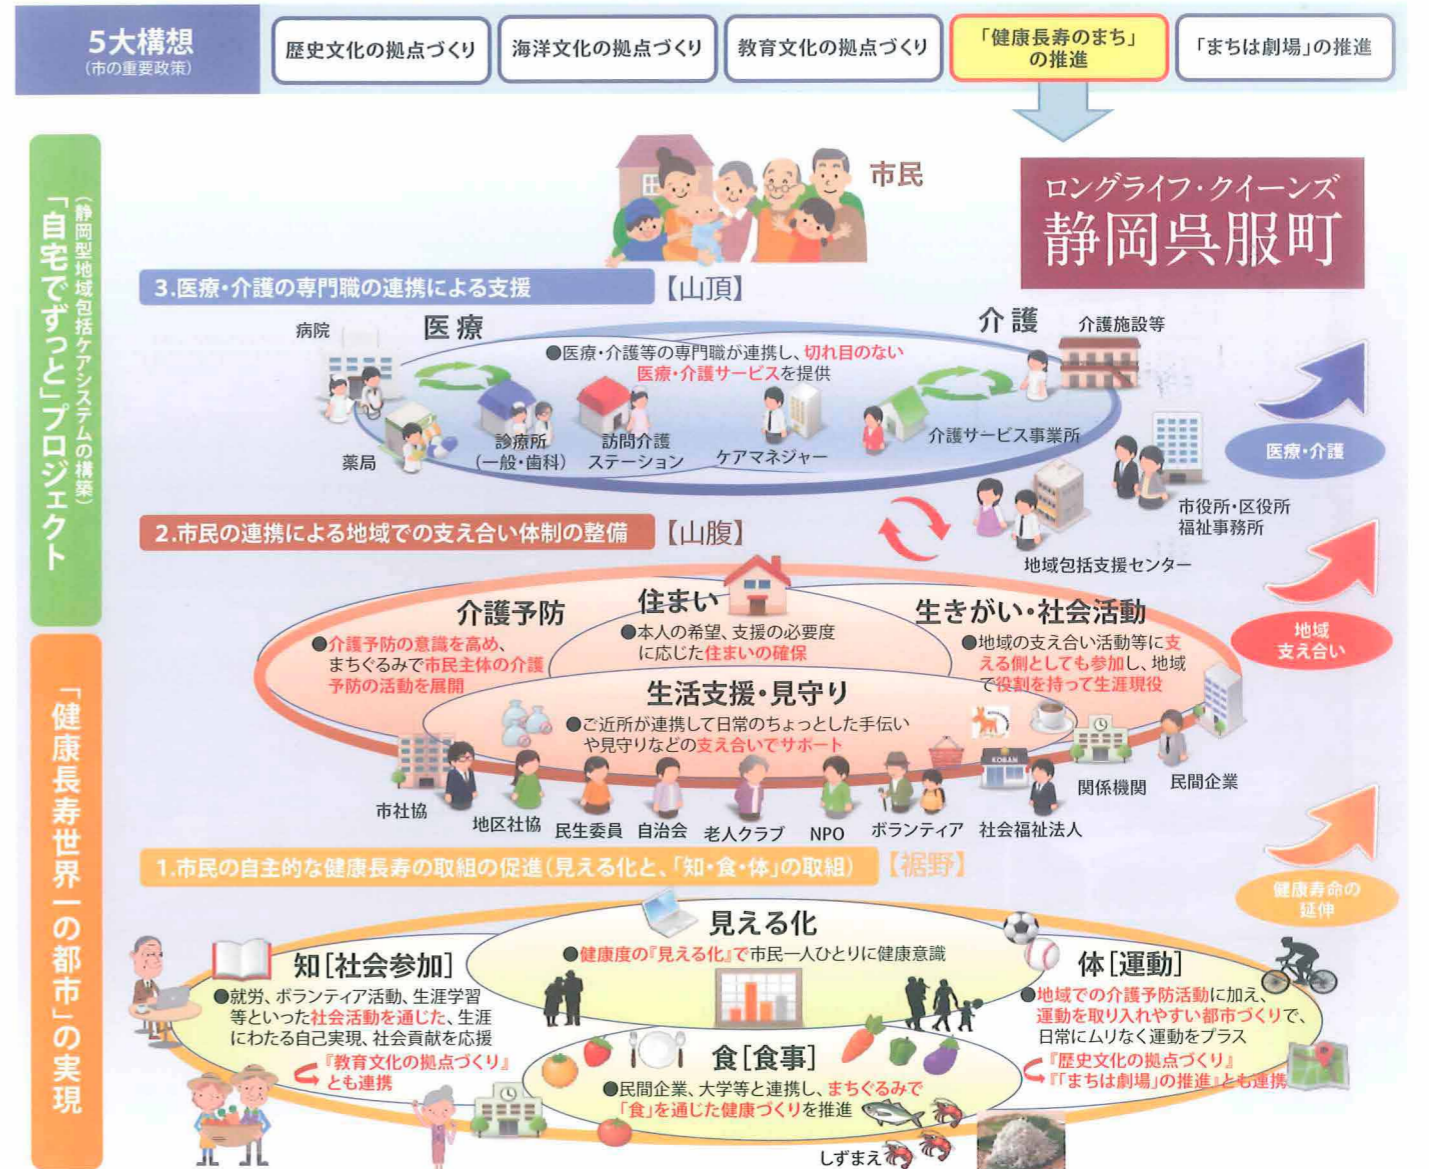 5大構想
(市の重要政策)
歴史文化の拠点づくり
海洋文化の拠点づくり
教育文化の拠点づくり
「健康長寿のまち」
の推進
「まちは劇場」の推進
市民
ロングライフ・クイーンズ
静岡呉服町
「自宅でずっと」プロジェクト
(静岡型地域包括ケアシステムの構築)
3.医療・介護の専門職の連携による支援
【山頂】
医療
介護
病院
介護施設等
●医療・介護等の専門職が連携し、切れ目のない
医療・介護サービスを提供
薬局
診療所
(一般・歯科)
訪問介護
ステーション
ケアマネジャー
介護サービス事業所
医療・介護
市役所・区役所
福祉事務所
地域包括支援センター
2.市民の連携による地域での支え合い体制の整備
【山腹】
介護予防
●介護予防の意識を高め、
まちぐるみで市民主体の介護
予防の活動を展開
住まい
●本人の希望、支援の必要度
に応じた住まいの確保
生きがい・社会活動
●地域の支え合い活動等に支
える側としても参加し、地域
で役割を持って生涯現役
地域
支え合い
生活支援・見守り
●ご近所が連携して日常のちょっとした手伝い
や見守りなどの支え合いでサポート
KOBAN
市社協
地区社協
民生委員
自治会
老人クラブ
NPO
ボランティア
社会福祉法人
関係機関
民間企業
「健康長寿世界一の都市」の実現
1.市民の自主的な健康長寿の取組の促進(見える化と、「知・食・体」の取組)
【裾野】
健康寿命の
延伸
見える化
●健康度の『見える化』で市民一人ひとりに健康意識
知[社会参加]
●就労、ボランティア活動、生涯学習
等といった社会活動を通じた、生涯
にわたる自己実現、社会貢献を応援
『教育文化の拠点づくり』
とも連携
体[運動]
●地域での介護予防活動に加え、
運動を取り入れやすい都市づくりで、
日常にムリなく運動をプラス
『歴史文化の拠点づくり』
『「まちは劇場」の推進』とも連携
食[食事]
●民間企業、大学等と連携し、まちぐるみで
「食」を通じた健康づくりを推進
しずまえ